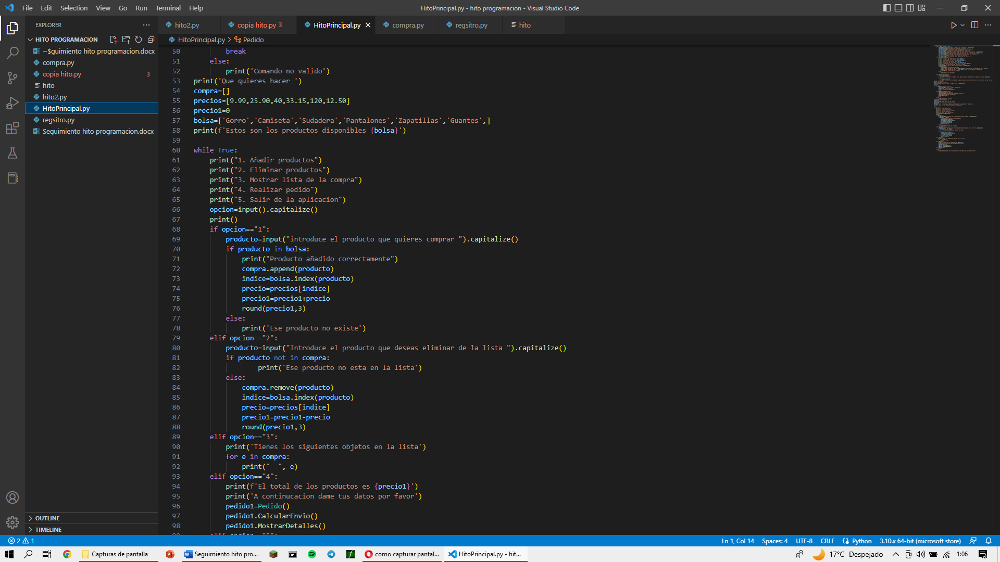 File Edit Selection View Go Run Terminal Help
HitoPrincipal.py - hito programacion - Visual Studio Code
EXPLORER
HITO PROGRAMACION
~$guimiento hito programacion.docx
compra.py
copia hito.py 3
hito
hito2.py
HitoPrincipal.py
regsitro.py
Seguimiento hito programacion.docx
OUTLINE
TIMELINE
hito2.py copia hito.py 3 HitoPrincipal.py compra.py regsitro.py hito
HitoPrincipal.py > Pedido
50 break
51 else:
52 print('Comando no valido')
53 print('Que quieres hacer ')
54 compra=[]
55 precios=[9.99,25.90,40,33.15,120,12.50]
56 precio1=0
57 bolsa=['Gorro','Camiseta','Sudadera','Pantalones','Zapatillas','Guantes',]
58 print(f'Estos son los productos disponibles {bolsa}')
59
60 while True:
61 print("1. Añadir productos")
62 print("2. Eliminar productos")
63 print("3. Mostrar lista de la compra")
64 print("4. Realizar pedido")
65 print("5. Salir de la aplicacion")
66 opcion=input().capitalize()
67 print()
68 if opcion=="1":
69 producto=input("introduce el producto que quieres comprar ").capitalize()
70 if producto in bolsa:
71 print("Producto añadido correctamente")
72 compra.append(producto)
73 indice=bolsa.index(producto)
74 precio=precios[indice]
75 precio1=precio1+precio
76 round(precio1,3)
77 else:
78 print('Ese producto no existe')
79 elif opcion=="2":
80 producto=input("Introduce el producto que deseas eliminar de la lista ").capitalize()
81 if producto not in compra:
82 print('Ese producto no esta en la lista')
83 else:
84 compra.remove(producto)
85 indice=bolsa.index(producto)
86 precio=precios[indice]
87 precio1=precio1-precio
88 round(precio1,3)
89 elif opcion=="3":
90 print('Tienes los siguientes objetos en la lista')
91 for e in compra:
92 print(" -", e)
93 elif opcion=="4":
94 print(f'El total de los productos es {precio1}')
95 print('A continucacion dame tus datos por favor')
96 pedido1=Pedido()
97 pedido1.CalcularEnvio()
98 pedido1.MostrarDetalles()
99 elif opcion=="5":
2 1
Ln 1, Col 14 Spaces: 4 UTF-8 CRLF Python 3.10.x 64-bit (microsoft store)
Capturas de pantalla Seguimiento hito pro... como capturar pantal... HitoPrincipal.py - hit... 17°C Despejado 1:06